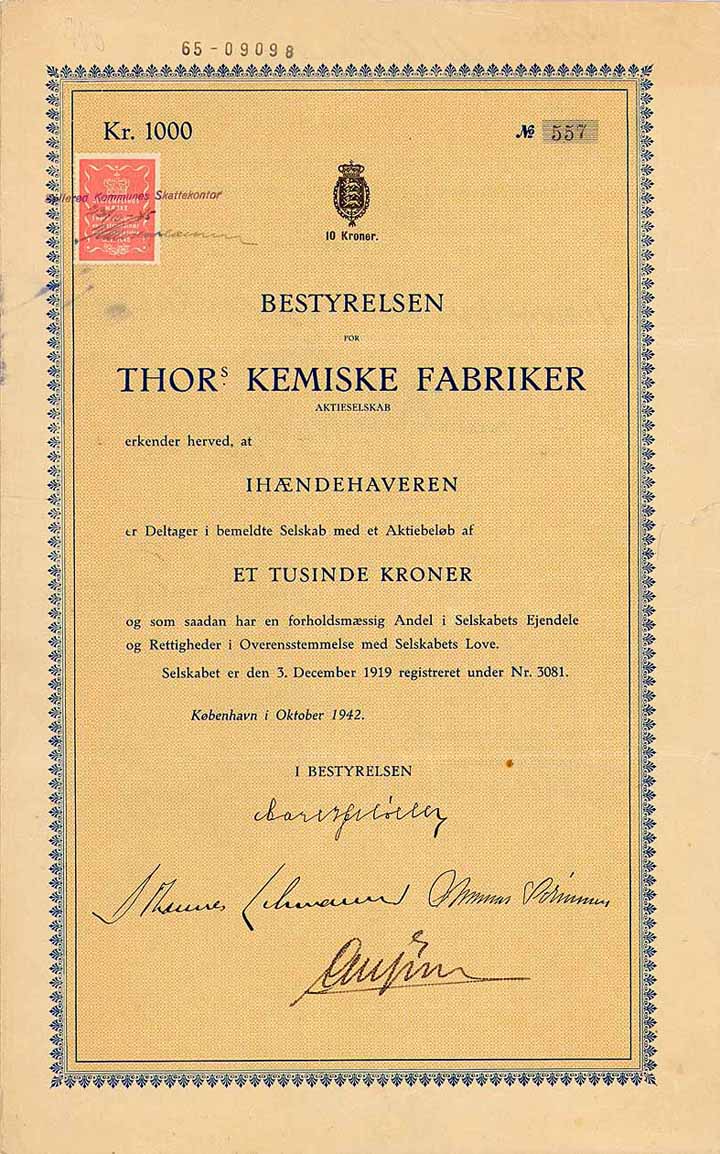 65-09098
Kr. 1000
№ 557
Kommunes Skattekontor
10 Kroner.
BESTYRELSEN
FOR
THORS. KEMISKE FABRIKER
AKTIESELSKAB
erkender herved, at
IHÆNDEHAVEREN
er Deltager i bemeldte Selskab med et Aktiebeløb af
ET TUSINDE KRONER
og som saadan har en forholdsmæssig Andel i Selskabets Ejendele
og Rettigheder i Overensstemmelse med Selskabets Love.
Selskabet er den 3. December 1919 registreret under Nr. 3081.
København i Oktober 1942.
I BESTYRELSEN